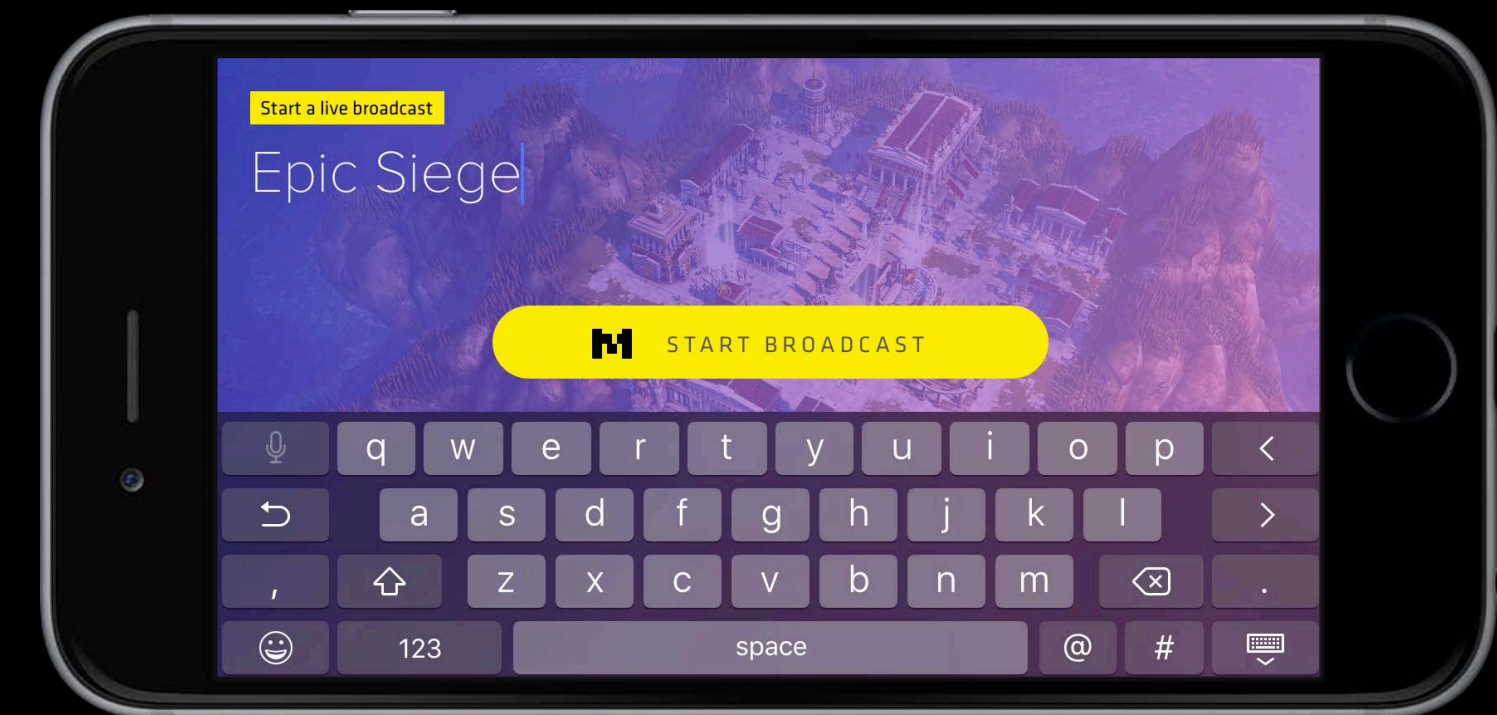 Start a live broadcast
Epic Siege
START BROADCAST
q w e r t y u i o p <
a s d f g h j k l >
, z x c v b n m .
123 space @ #